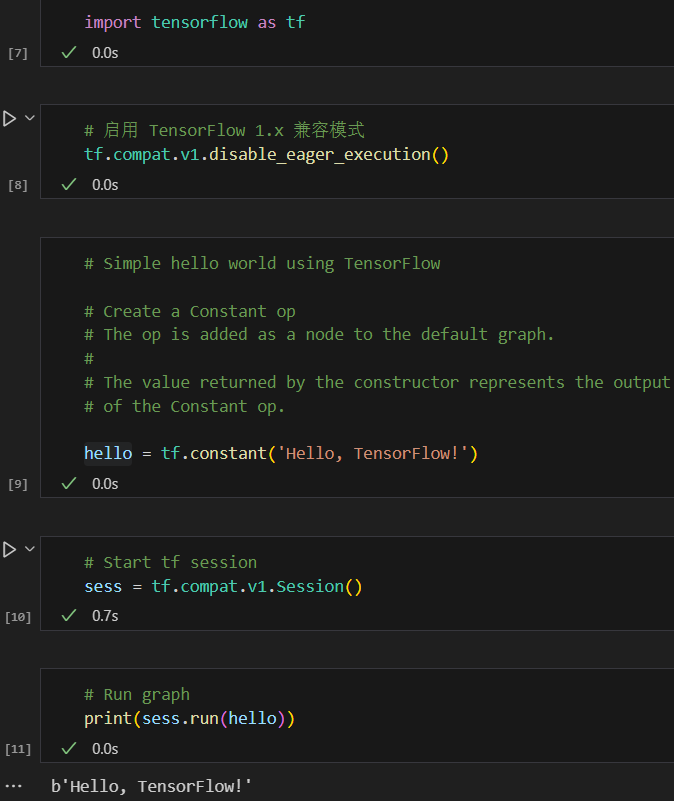 import tensorflow as tf
[7] 0.0s
# 启用 TensorFlow 1.x 兼容模式
tf.compat.v1.disable_eager_execution()
[8] 0.0s
# Simple hello world using TensorFlow
# Create a Constant op
# The op is added as a node to the default graph.
#
# The value returned by the constructor represents the output
# of the Constant op.
hello = tf.constant('Hello, TensorFlow!')
[9] 0.0s
# Start tf session
sess = tf.compat.v1.Session()
[10] 0.7s
# Run graph
print(sess.run(hello))
[11] 0.0s
... b'Hello, TensorFlow!'